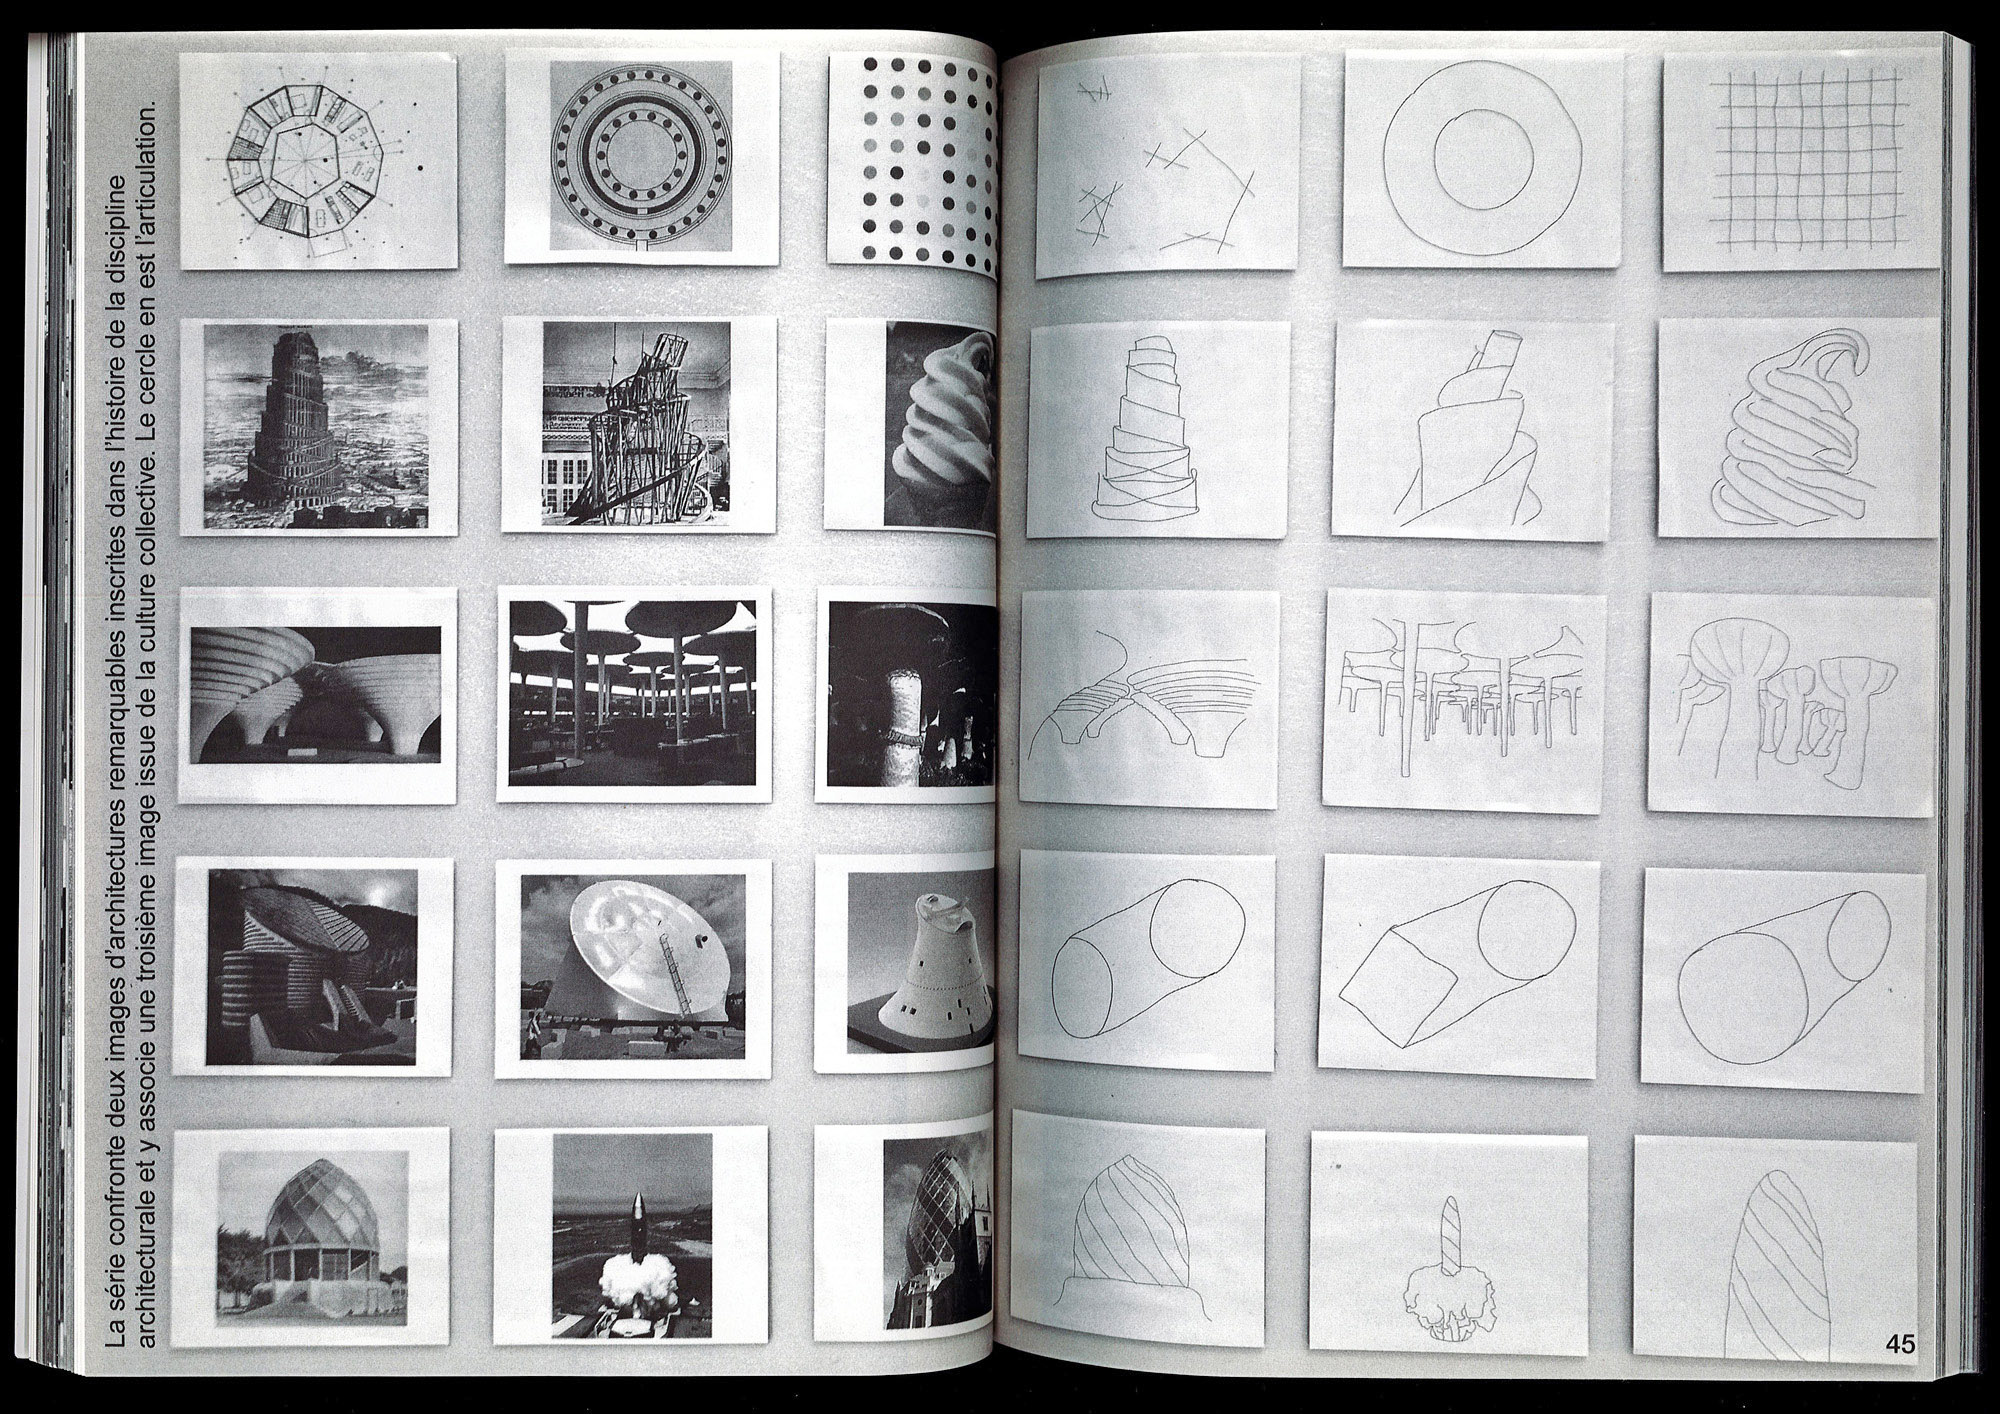 La série confronte deux images d'architectures remarquables inscrites dans l'histoire de la discipline
architecturale et y associe une troisième image issue de la culture collective. Le cercle en est l'articulation.
45